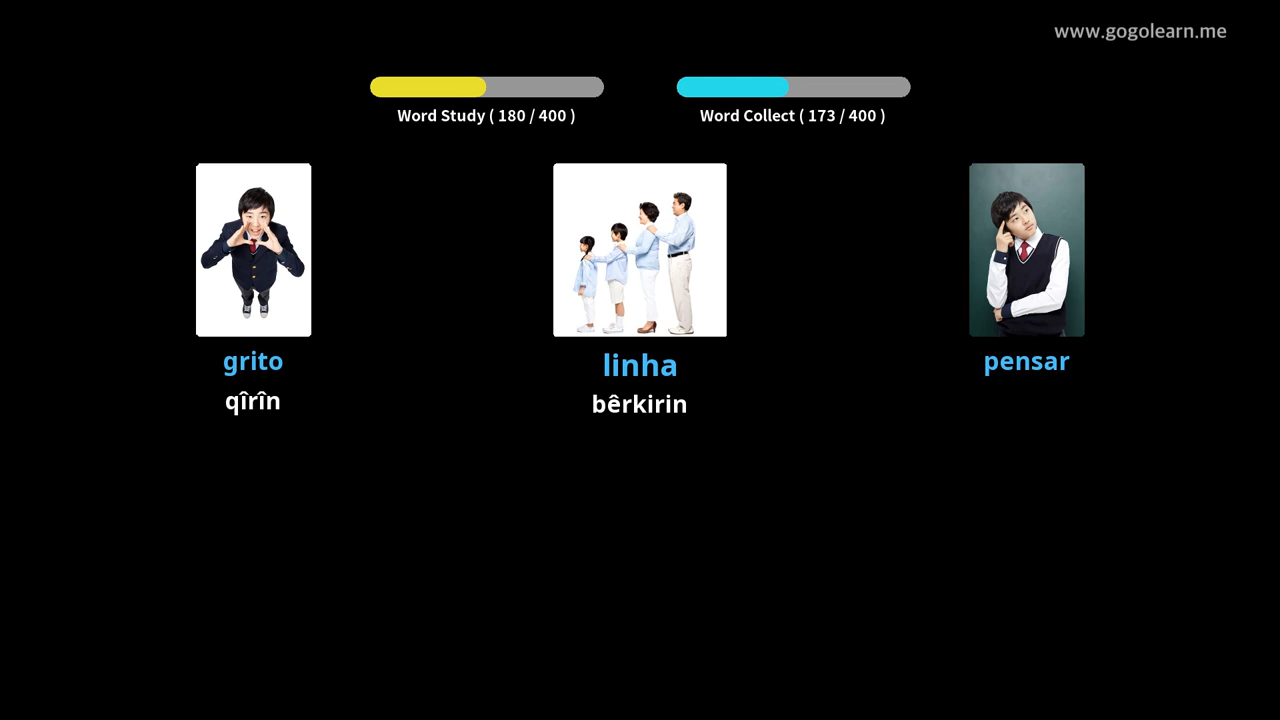 www.gogolearn.me
Word Study ( 180 / 400 )
Word Collect ( 173 / 400 )
grito
qîrîn
linha
bêrkirin
pensar